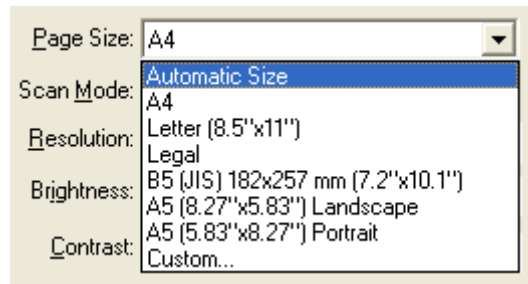 Page Size: A4
Automatic Size
Scan Mode:
A4
Resolution:
Letter (8.5"x11")
Legal
Brightness:
B5 (JIS) 182x257 mm (7.2"x10.1")
A5 (8.27"x5.83") Landscape
A5 (5.83"x8.27") Portrait
Contrast:
Custom...